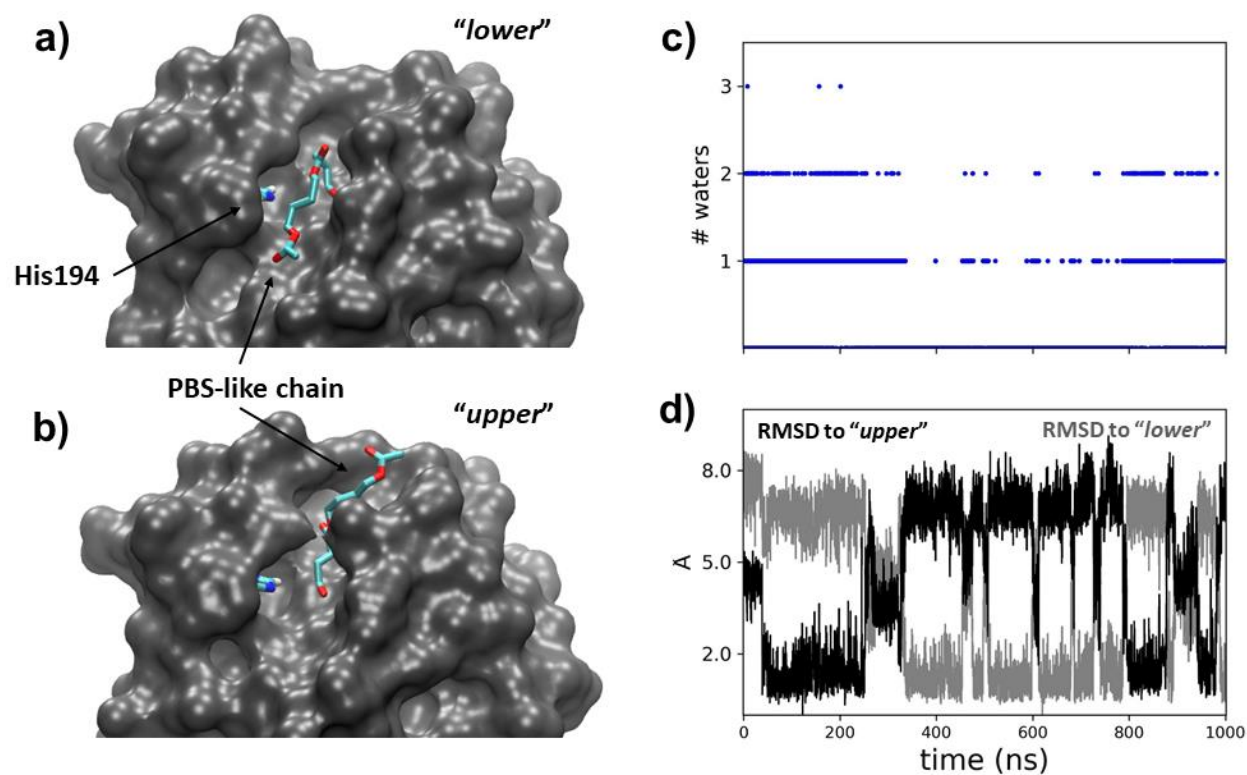 a)
"lower"
His194
PBS-like chain
b)
"upper"
c)
3
2
1
# waters
d)
RMSD to "upper"
RMSD to "lower"
8.0
5.0
2.0
Å
0
200
400
600
800
1000
time (ns)